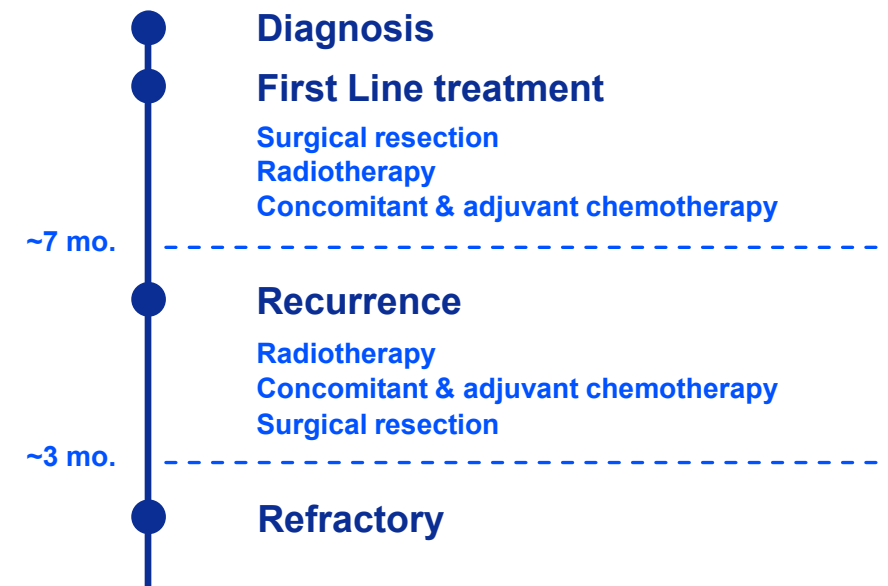 Diagnosis
First Line treatment
Surgical resection
Radiotherapy
Concomitant & adjuvant chemotherapy
~7 mo.
Recurrence
Radiotherapy
Concomitant & adjuvant chemotherapy
Surgical resection
~3 mo.
Refractory